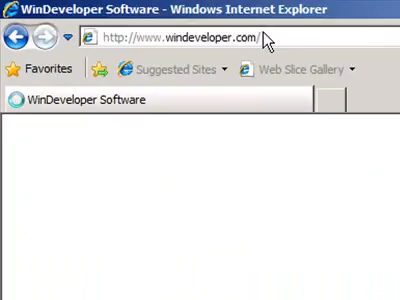 WinDeveloper Software - Windows Internet Explorer
http://www.windeveloper.com/
Favorites Suggested Sites Web Slice Gallery
WinDeveloper Software